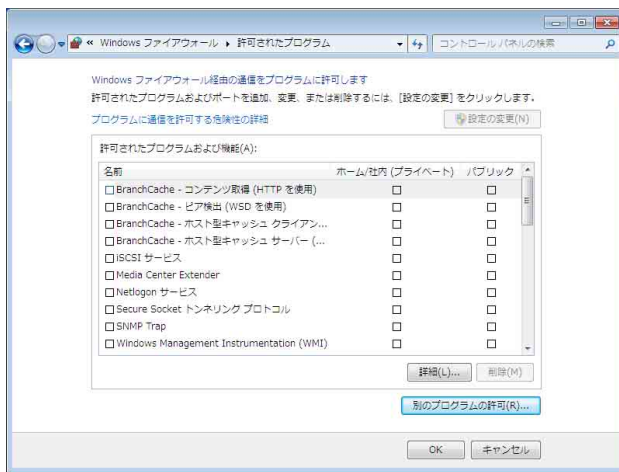 « Windows ファイアウォール ▸ 許可されたプログラム コントロール パネルの検索
Windows ファイアウォール経由の通信をプログラムに許可します
許可されたプログラムおよびポートを追加、変更、または削除するには、[設定の変更] をクリックします。
プログラムに通信を許可する危険性の詳細 設定の変更(N)
許可されたプログラムおよび機能(A):
名前 ホーム/社内 (プライベート) パブリック
BranchCache - コンテンツ取得 (HTTP を使用)
BranchCache - ピア検出 (WSD を使用)
BranchCache - ホスト型キャッシュ クライアン...
BranchCache - ホスト型キャッシュ サーバー (...
iSCSI サービス
Media Center Extender
Netlogon サービス
Secure Socket トンネリング プロトコル
SNMP Trap
Windows Management Instrumentation (WMI)
詳細(L)... 削除(M)
別のプログラムの許可(R)...
OK キャンセル